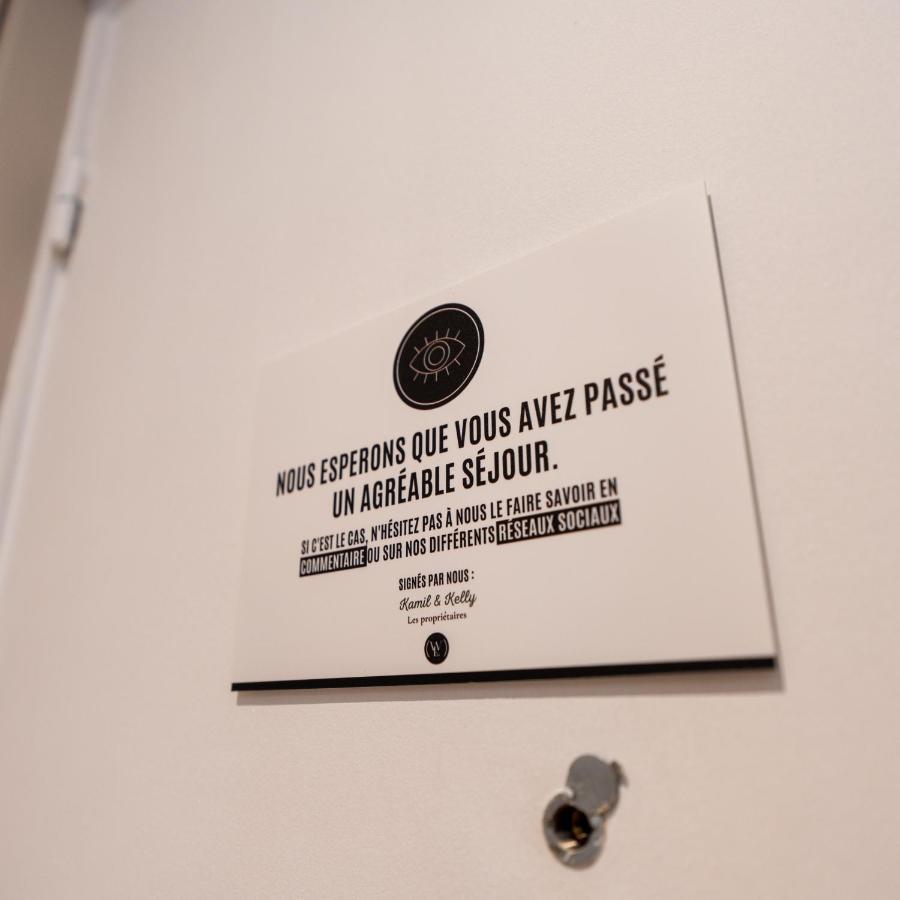 NOUS ESPERONS QUE VOUS AVEZ PASSÉ
UN AGRÉABLE SÉJOUR.
SI C'EST LE CAS, N'HÉSITEZ PAS À NOUS LE FAIRE SAVOIR EN
COMMENTAIRE OU SUR NOS DIFFÉRENTS RÉSEAUX SOCIAUX
SIGNÉS PAR NOUS :
Kamil & Kelly
Les propriétaires